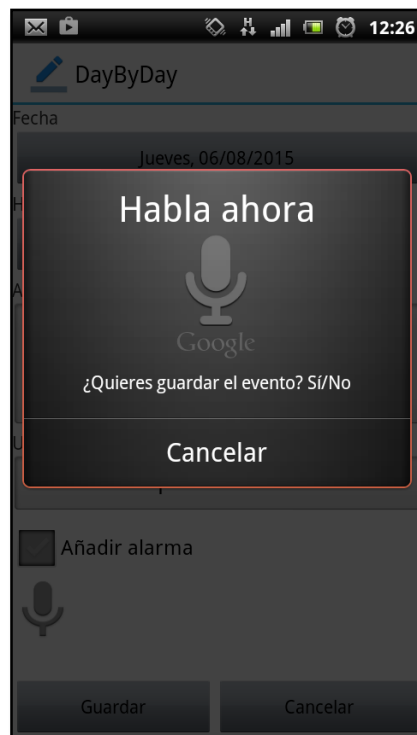 H
12:26
DayByDay
Fecha
Jueves, 06/08/2015
H
Habla ahora
A
Google
¿Quieres guardar el evento? Sí/No
U
Cancelar
Añadir alarma
Guardar
Cancelar